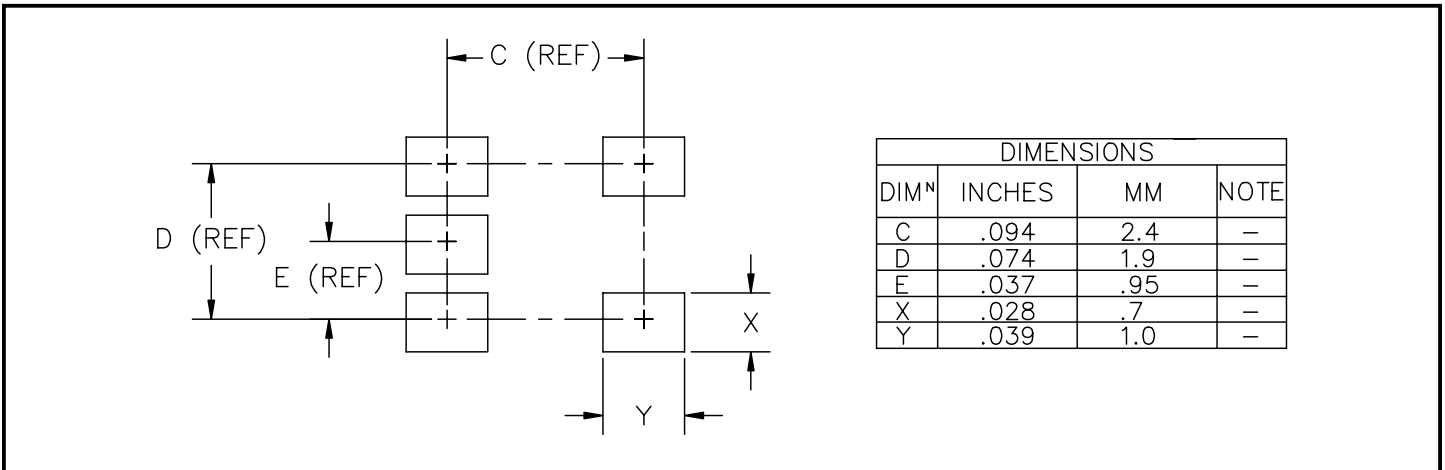 C (REF)
D (REF)
E (REF)
X
Y
DIMENSIONS
DIMᴺ INCHES MM NOTE
C .094 2.4 –
D .074 1.9 –
E .037 .95 –
X .028 .7 –
Y .039 1.0 –